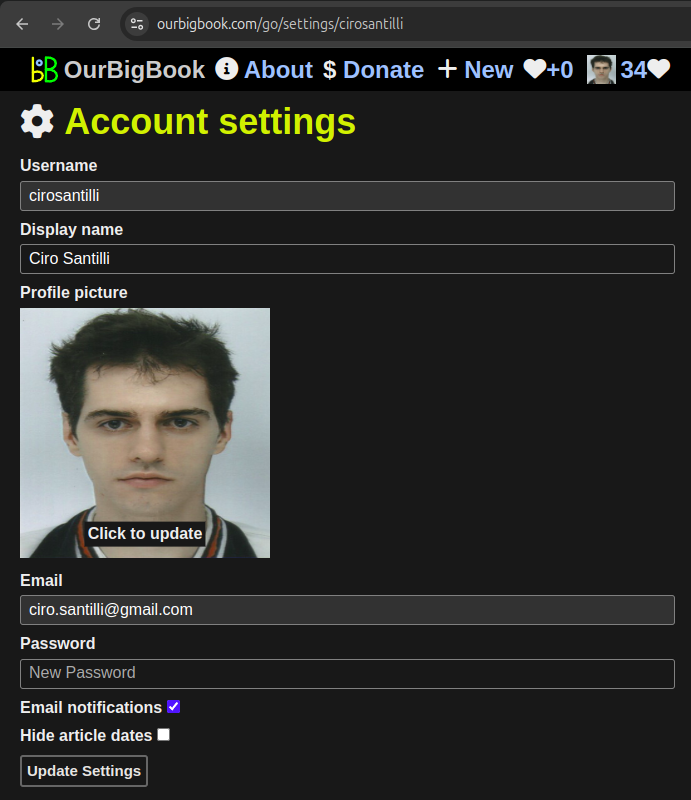 ourbigbook.com/go/settings/cirosantilli
OurBigBook About $ Donate + New +0 34
Account settings
Username
cirosantilli
Display name
Ciro Santilli
Profile picture
Click to update
Email
ciro.santilli@gmail.com
Password
New Password
Email notifications
Hide article dates
Update Settings